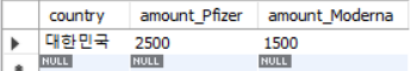 country amount_Pfizer amount_Moderna
대한민국 2500 1500
NULL NULL NULL